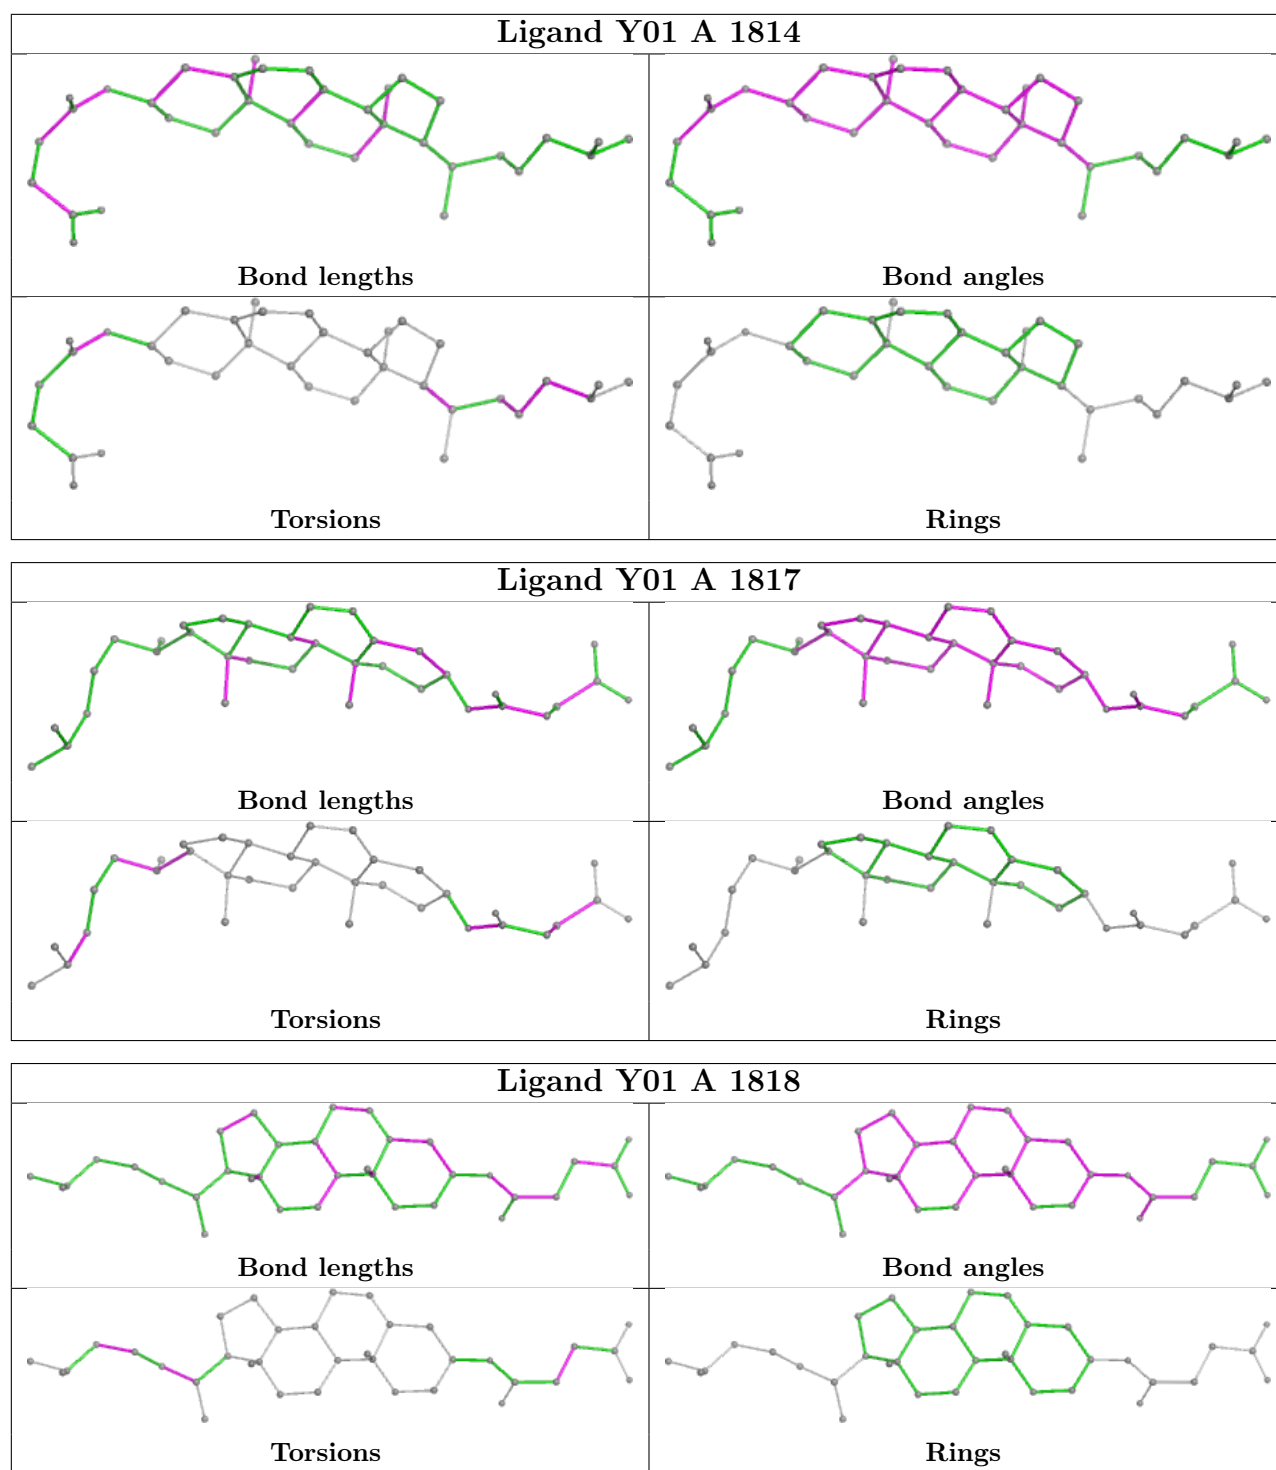 Ligand Y01 A 1814
Bond lengths
Bond angles
Torsions
Rings
Ligand Y01 A 1817
Bond lengths
Bond angles
Torsions
Rings
Ligand Y01 A 1818
Bond lengths
Bond angles
Torsions
Rings